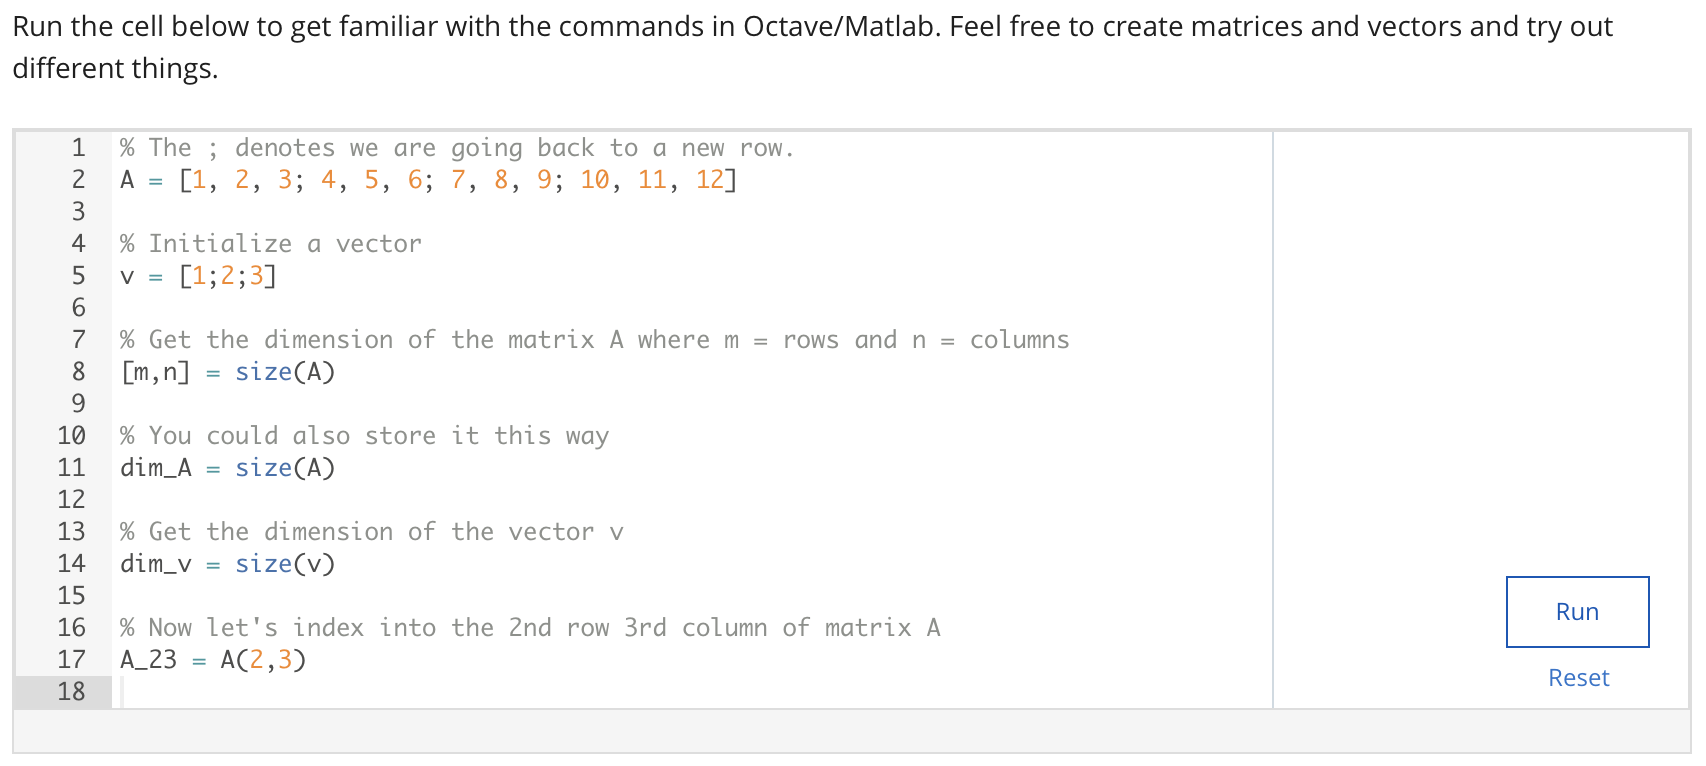 Run the cell below to get familiar with the commands in Octave/Matlab. Feel free to create matrices and vectors and try out
different things.
1 % The ; denotes we are going back to a new row.
2 A = [1, 2, 3; 4, 5, 6; 7, 8, 9; 10, 11, 12]
3
4 % Initialize a vector
5 v = [1;2;3]
6
7 % Get the dimension of the matrix A where m = rows and n = columns
8 [m,n] = size(A)
9
10 % You could also store it this way
11 dim_A = size(A)
12
13 % Get the dimension of the vector v
14 dim_v = size(v)
15
16 % Now let's index into the 2nd row 3rd column of matrix A
17 A_23 = A(2,3)
18
Run
Reset